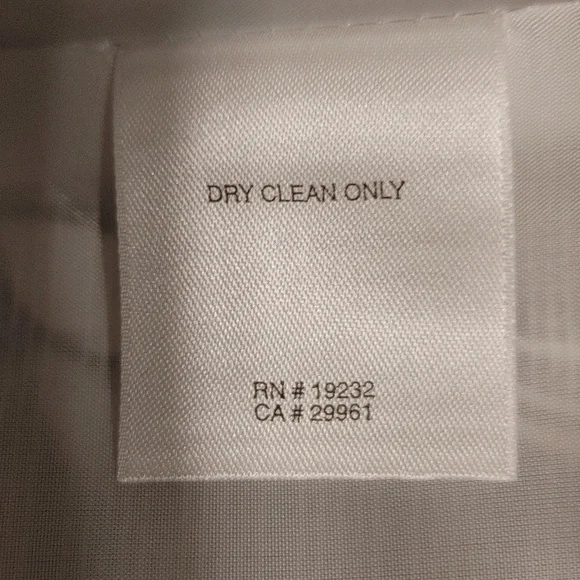 DRY CLEAN ONLY
RN # 19232
CA # 29961